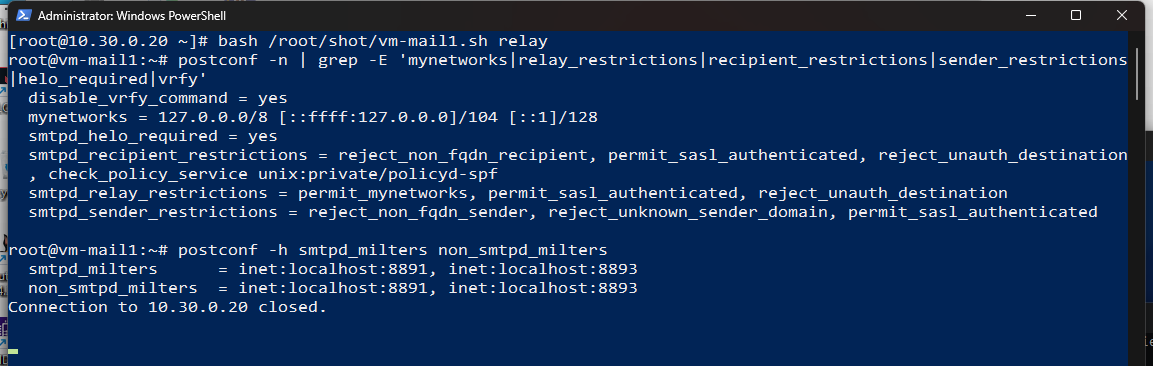 Administrator: Windows PowerShell
[root@10.30.0.20 ~]# bash /root/shot/vm-mail1.sh relay
root@vm-mail1:~# postconf -n | grep -E 'mynetworks|relay_restrictions|recipient_restrictions|sender_restrictions
|helo_required|vrfy'
  disable_vrfy_command = yes
  mynetworks = 127.0.0.0/8 [::ffff:127.0.0.0]/104 [::1]/128
  smtpd_helo_required = yes
  smtpd_recipient_restrictions = reject_non_fqdn_recipient, permit_sasl_authenticated, reject_unauth_destination
, check_policy_service unix:private/policyd-spf
  smtpd_relay_restrictions = permit_mynetworks, permit_sasl_authenticated, reject_unauth_destination
  smtpd_sender_restrictions = reject_non_fqdn_sender, reject_unknown_sender_domain, permit_sasl_authenticated

root@vm-mail1:~# postconf -h smtpd_milters non_smtpd_milters
  smtpd_milters      = inet:localhost:8891, inet:localhost:8893
  non_smtpd_milters  = inet:localhost:8891, inet:localhost:8893
Connection to 10.30.0.20 closed.